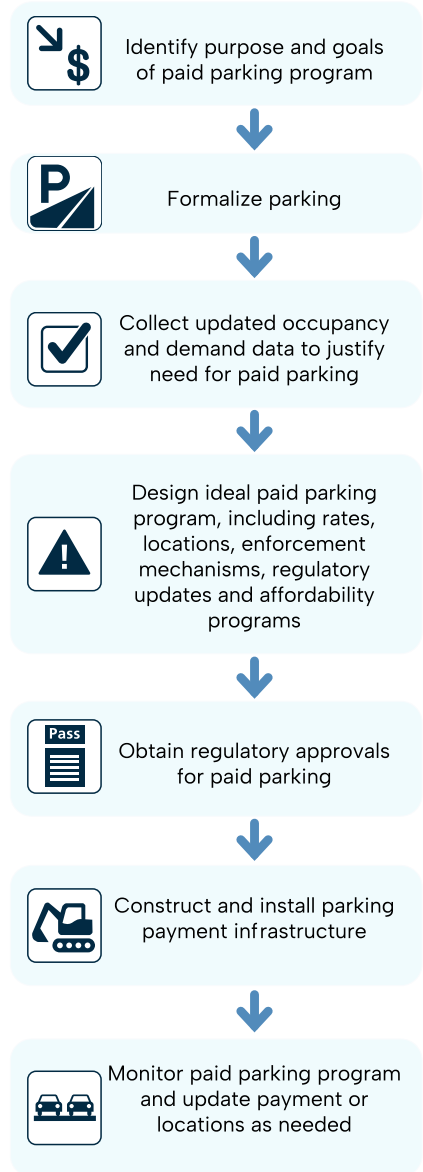 $
Identify purpose and goals
of paid parking program
P
Formalize parking
Collect updated occupancy
and demand data to justify
need for paid parking
!
Design ideal paid parking
program, including rates,
locations, enforcement
mechanisms, regulatory
updates and affordability
programs
Pass
Obtain regulatory approvals
for paid parking
Construct and install parking
payment infrastructure
Monitor paid parking program
and update payment or
locations as needed